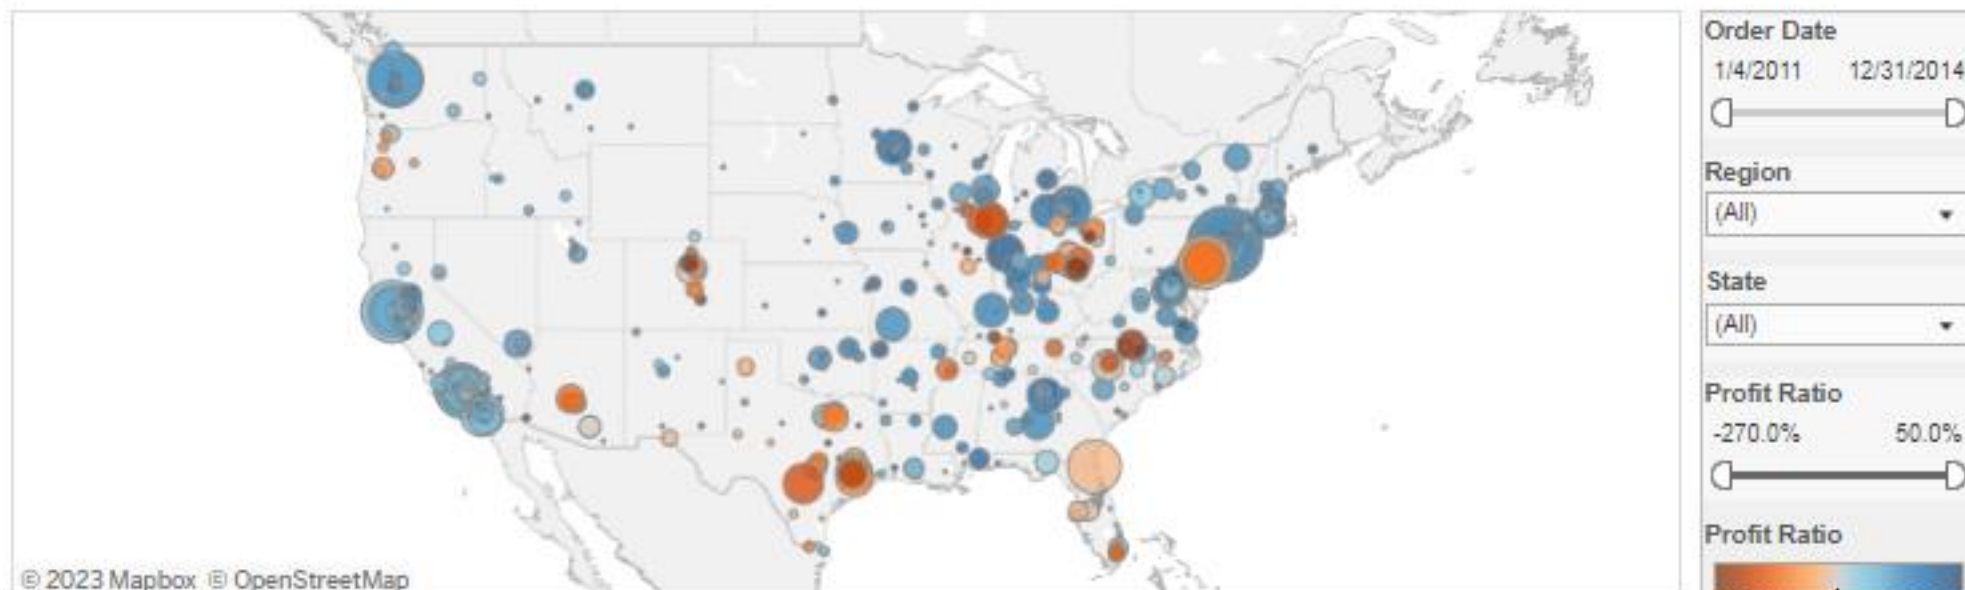 Order Date
1/4/2011 12/31/2014
Region
(All)
State
(All)
Profit Ratio
-270.0% 50.0%
Profit Ratio
© 2023 Mapbox © OpenStreetMap